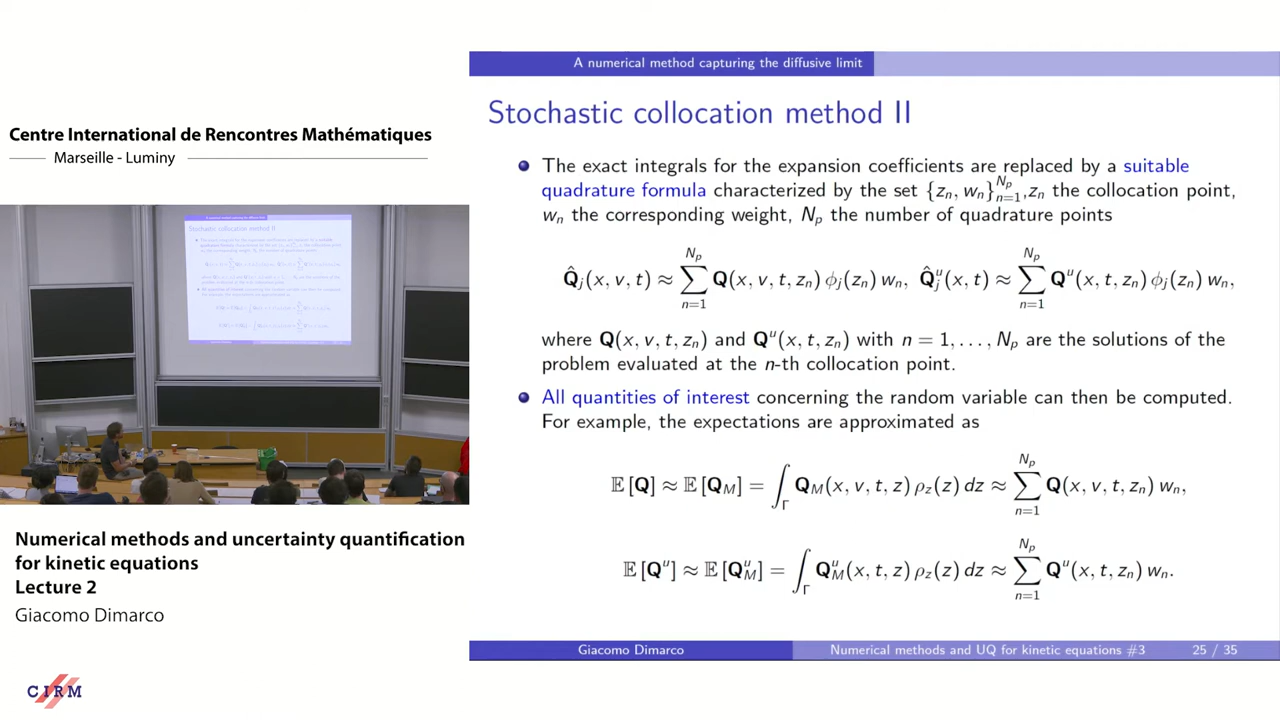 Centre International de Rencontres Mathématiques
Marseille - Luminy
Numerical methods and uncertainty quantification
for kinetic equations
Lecture 2
Giacomo Dimarco
CIRM
A numerical method capturing the diffusive limit
Stochastic collocation method II
The exact integrals for the expansion coefficients are replaced by a suitable
quadrature formula characterized by the set {z_n, w_n}_{n=1}^{N_p}, z_n the collocation point,
w_n the corresponding weight, N_p the number of quadrature points
Q̂_j(x, v, t) ≈ ∑_{n=1}^{N_p} Q(x, v, t, z_n) ϕ_j(z_n) w_n, Q̂_j^u(x, t) ≈ ∑_{n=1}^{N_p} Q^u(x, t, z_n) ϕ_j(z_n) w_n,
where Q(x, v, t, z_n) and Q^u(x, t, z_n) with n = 1, . . . , N_p are the solutions of the
problem evaluated at the n-th collocation point.
All quantities of interest concerning the random variable can then be computed.
For example, the expectations are approximated as
𝔼 [Q] ≈ 𝔼 [Q_M] = ∫_Γ Q_M(x, v, t, z) ρ_z(z) dz ≈ ∑_{n=1}^{N_p} Q(x, v, t, z_n) w_n,
𝔼 [Q^u] ≈ 𝔼 [Q_M^u] = ∫_Γ Q_M^u(x, t, z) ρ_z(z) dz ≈ ∑_{n=1}^{N_p} Q^u(x, t, z_n) w_n.
Giacomo Dimarco
Numerical methods and UQ for kinetic equations #3
25 / 35
Stochastic collocation method II